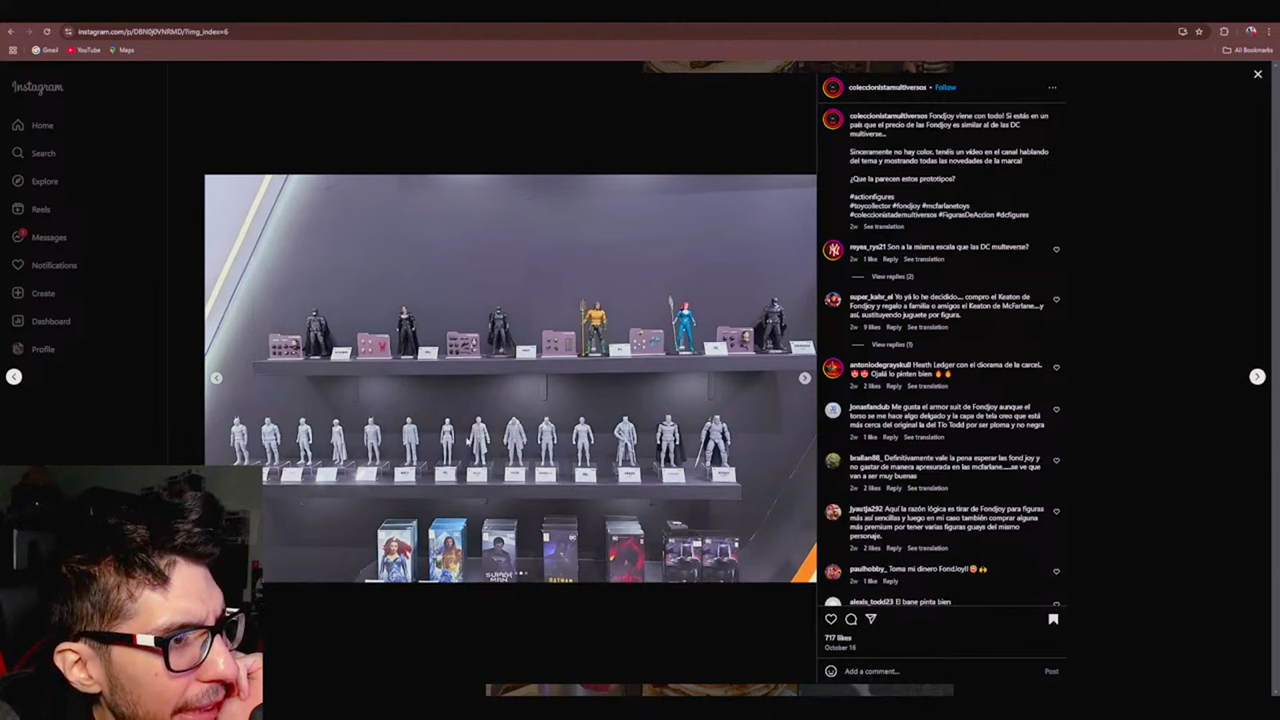 instagram.com/p/DBN0j0VNRMD/?img_index=6
Gmail
YouTube
Maps
All Bookmarks
Instagram
Home
Search
Explore
Reels
Messages
Notifications
Create
Dashboard
Profile
coleccionistamultiversos • Follow
coleccionistamultiversos Fondjoy viene con todo! Si estás en un
país que el precio de las Fondjoy es similar al de las DC
multiverse...
Sinceramente no hay color, tenéis un vídeo en el canal hablando
del tema y mostrando todas las novedades de la marca!
¿Que la parecen estos prototipos?
#actionfigures
#toycollector #fondjoy #mcfarlanetoys
#coleccionistademultiversos #FigurasDeAccion #dcfigures
2w See translation
reyes_rys21 Son a la misma escala que las DC multeverse?
2w 1 like Reply See translation
View replies (2)
super_kahr_el Yo yá lo he decidido.... compro el Keaton de
Fondjoy y regalo a familia o amigos el Keaton de McFarlane....y
así, sustituyendo juguete por figura.
2w 9 likes Reply See translation
View replies (1)
antoniodegrayskull Heath Ledger con el diorama de la carcel..
Ojalá lo pinten bien
2w 2 likes Reply See translation
jonasfandub Me gusta el armor suit de Fondjoy aunque el
torso se me hace algo delgado y la capa de tela creo que está
más cerca del original la del Tío Todd por ser ploma y no negra
2w 1 like Reply See translation
brallan88_ Definitivamente vale la pena esperar las fond joy y
no gastar de manera apresurada en las mcfarlane.....se ve que
van a ser muy buenas
2w 2 likes Reply See translation
jyautja292 Aquí la razón lógica es tirar de Fondjoy para figuras
más así sencillas y luego en mi caso también comprar alguna
más premium por tener varias figuras guays del mismo
personaje.
2w 2 likes Reply See translation
paulhobby_ Toma mi dinero FondJoy!!
2w 1 like Reply
alexis_todd23 El bane pinta bien
717 likes
October 16
Add a comment...
Post
SUPERMAN
BATMAN